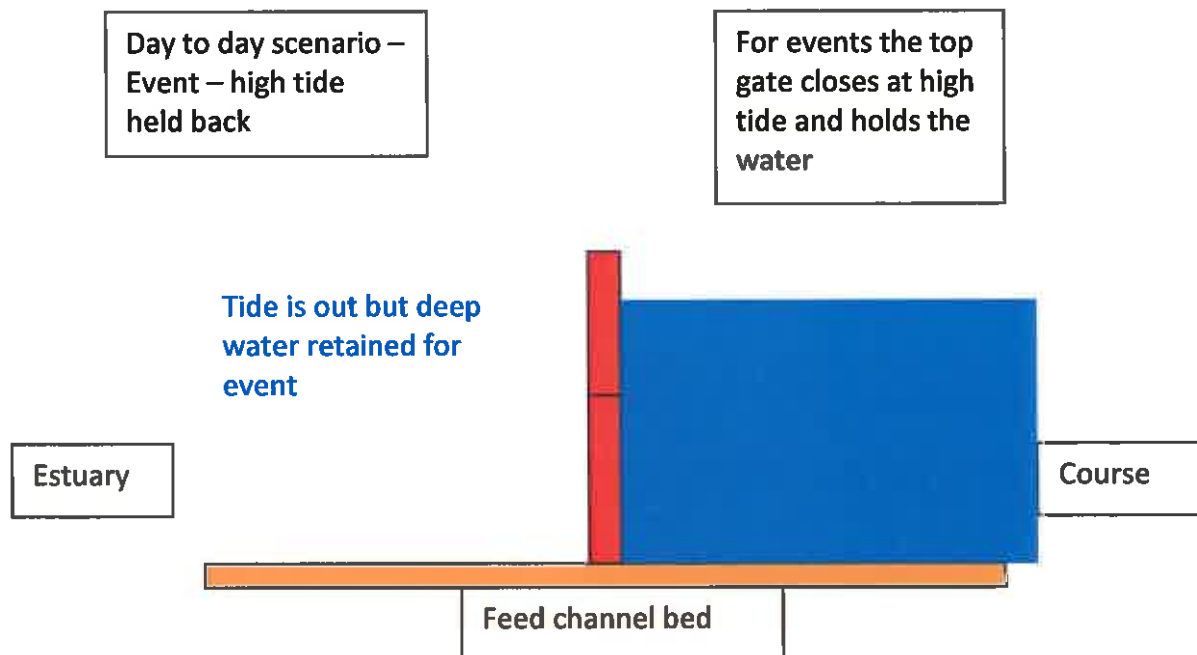 Day to day scenario –
Event – high tide
held back
For events the top
gate closes at high
tide and holds the
water
Tide is out but deep
water retained for
event
Estuary
Course
Feed channel bed